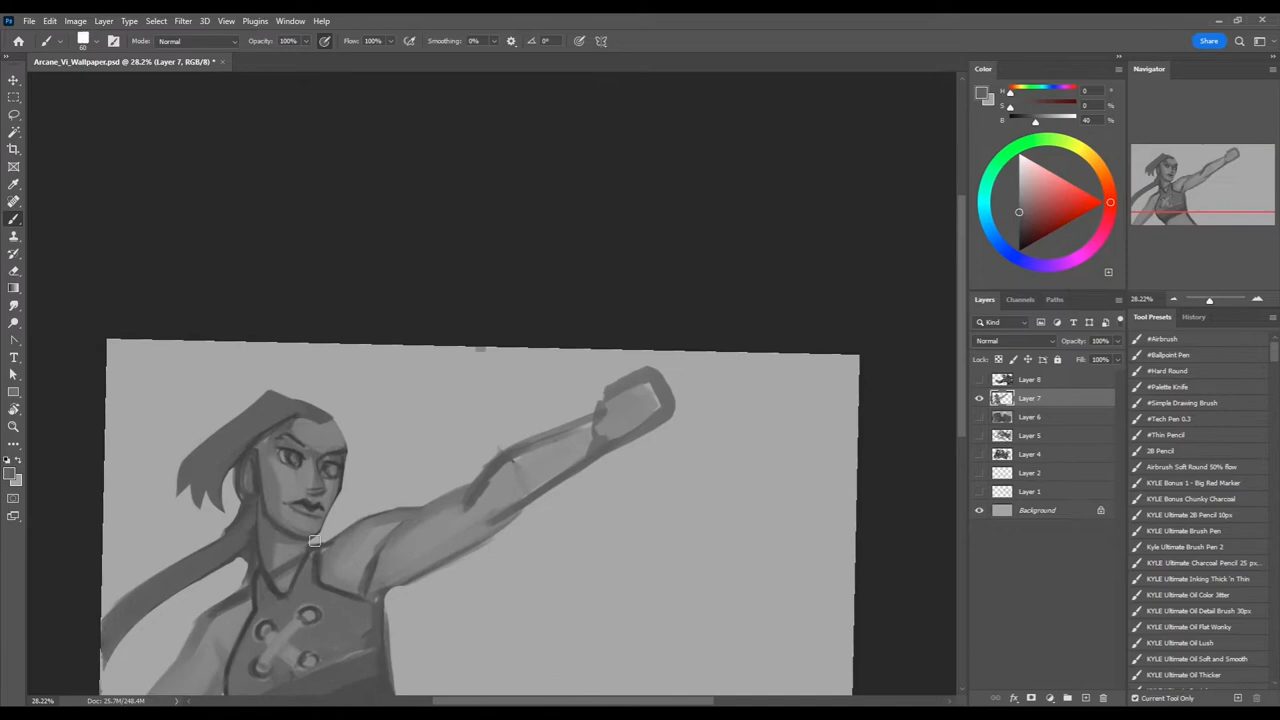 Ps File Edit Image Layer Type Select Filter 3D View Plugins Window Help
60 Mode: Normal Opacity: 100% Flow: 100% Smoothing: 0% 0° Share
Arcane_Vi_Wallpaper.psd @ 28.2% (Layer 7, RGB/8) *
Color
H 0 °
S 0 %
B 40 %
Navigator
28.22%
Layers Channels Paths
Kind
Normal Opacity: 100%
Lock: Fill: 100%
Layer 8
Layer 7
Layer 6
Layer 5
Layer 4
Layer 2
Layer 1
Background
Tool Presets History
#Airbrush
#Ballpoint Pen
#Hard Round
#Palette Knife
#Simple Drawing Brush
#Tech Pen 0.3
#Thin Pencil
2B Pencil
Airbrush Soft Round 50% flow
KYLE Bonus 1 - Big Red Marker
KYLE Bonus Chunky Charcoal
KYLE Ultimate 2B Pencil 10px
KYLE Ultimate Brush Pen
Kyle Ultimate Brush Pen 2
KYLE Ultimate Charcoal Pencil 25 px...
KYLE Ultimate Inking Thick 'n Thin
KYLE Ultimate Oil Color Jitter
KYLE Ultimate Oil Detail Brush 30px
KYLE Ultimate Oil Flat Wonky
KYLE Ultimate Oil Lush
KYLE Ultimate Oil Soft and Smooth
KYLE Ultimate Oil Thicker
Current Tool Only
28.22% Doc: 25.7M/248.4M